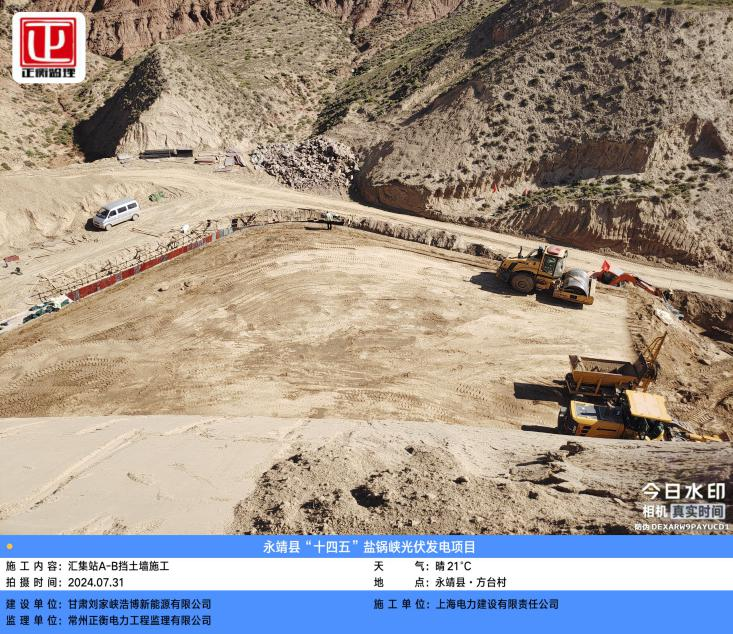 正衡监理
今日水印
相机 真实时间
防伪 DEXARW9PAYUCD1
永靖县“十四五”盐锅峡光伏发电项目
施工内容：汇集站A-B挡土墙施工
天 气：晴 21℃
拍摄时间：2024.07.31
地 点：永靖县·方台村
建设单位：甘肃刘家峡浩博新能源有限公司
施工单位：上海电力建设有限责任公司
监理单位：常州正衡电力工程监理有限公司